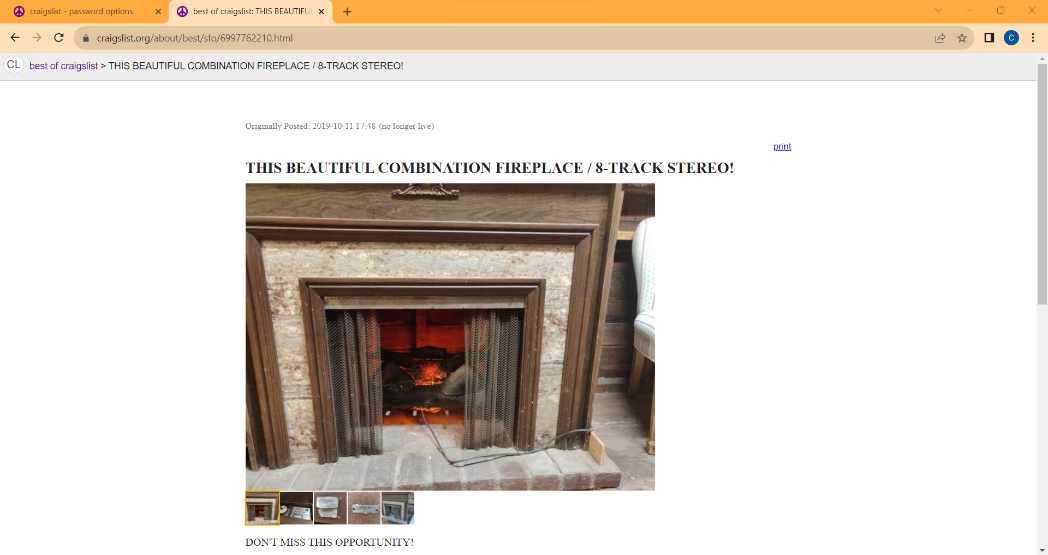 craigslist - password options
best of craigslist: THIS BEAUTIFUL
craigslist.org/about/best/sfo/6997762210.html
C
CL best of craigslist > THIS BEAUTIFUL COMBINATION FIREPLACE / 8-TRACK STEREO!
Originally Posted: 2019-10-11 17:48 (no longer live)
print
THIS BEAUTIFUL COMBINATION FIREPLACE / 8-TRACK STEREO!
DON'T MISS THIS OPPORTUNITY!